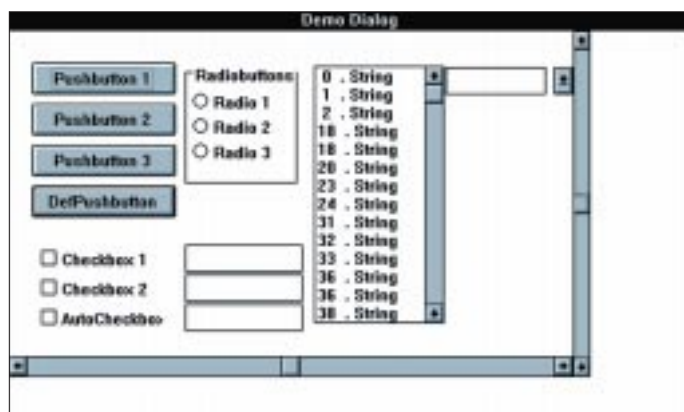 Demo Dialog
Pushbutton 1
Pushbutton 2
Pushbutton 3
DefPushbutton
Radiobuttons
Radio 1
Radio 2
Radio 3
0 . String
1 . String
2 . String
18 . String
18 . String
20 . String
23 . String
24 . String
31 . String
32 . String
33 . String
36 . String
36 . String
38 . String
Checkbox 1
Checkbox 2
AutoCheckbo